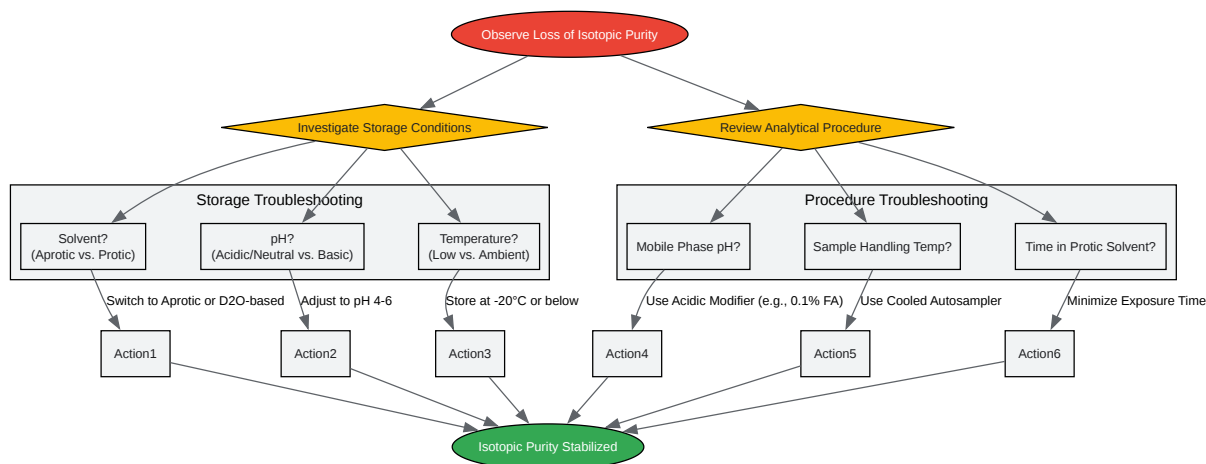 Observe Loss of Isotopic Purity
Investigate Storage Conditions
Review Analytical Procedure
Storage Troubleshooting
Procedure Troubleshooting
Solvent?
(Aprotic vs. Protic)
pH?
(Acidic/Neutral vs. Basic)
Temperature?
(Low vs. Ambient)
Mobile Phase pH?
Sample Handling Temp?
Time in Protic Solvent?
Switch to Aprotic or D2O-based
Adjust to pH 4-6
Store at -20°C or below
Use Acidic Modifier (e.g., 0.1% FA)
Use Cooled Autosampler
Minimize Exposure Time
Action1
Action2
Action3
Action4
Action5
Action6
Isotopic Purity Stabilized